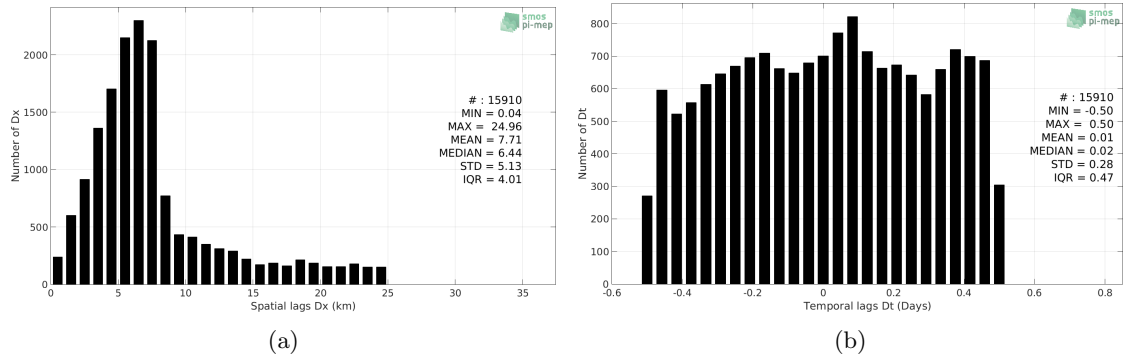 smos
pi-mep
2000
1500
1000
500
0
Number of Dx
# : 15910
MIN = 0.04
MAX = 24.96
MEAN = 7.71
MEDIAN = 6.44
STD = 5.13
IQR = 4.01
0 5 10 15 20 25 30 35
Spatial lags Dx (km)
(a)
smos
pi-mep
800
700
600
500
400
300
200
100
0
Number of Dt
# : 15910
MIN = -0.50
MAX = 0.50
MEAN = 0.01
MEDIAN = 0.02
STD = 0.28
IQR = 0.47
-0.6 -0.4 -0.2 0 0.2 0.4 0.6 0.8
Temporal lags Dt (Days)
(b)